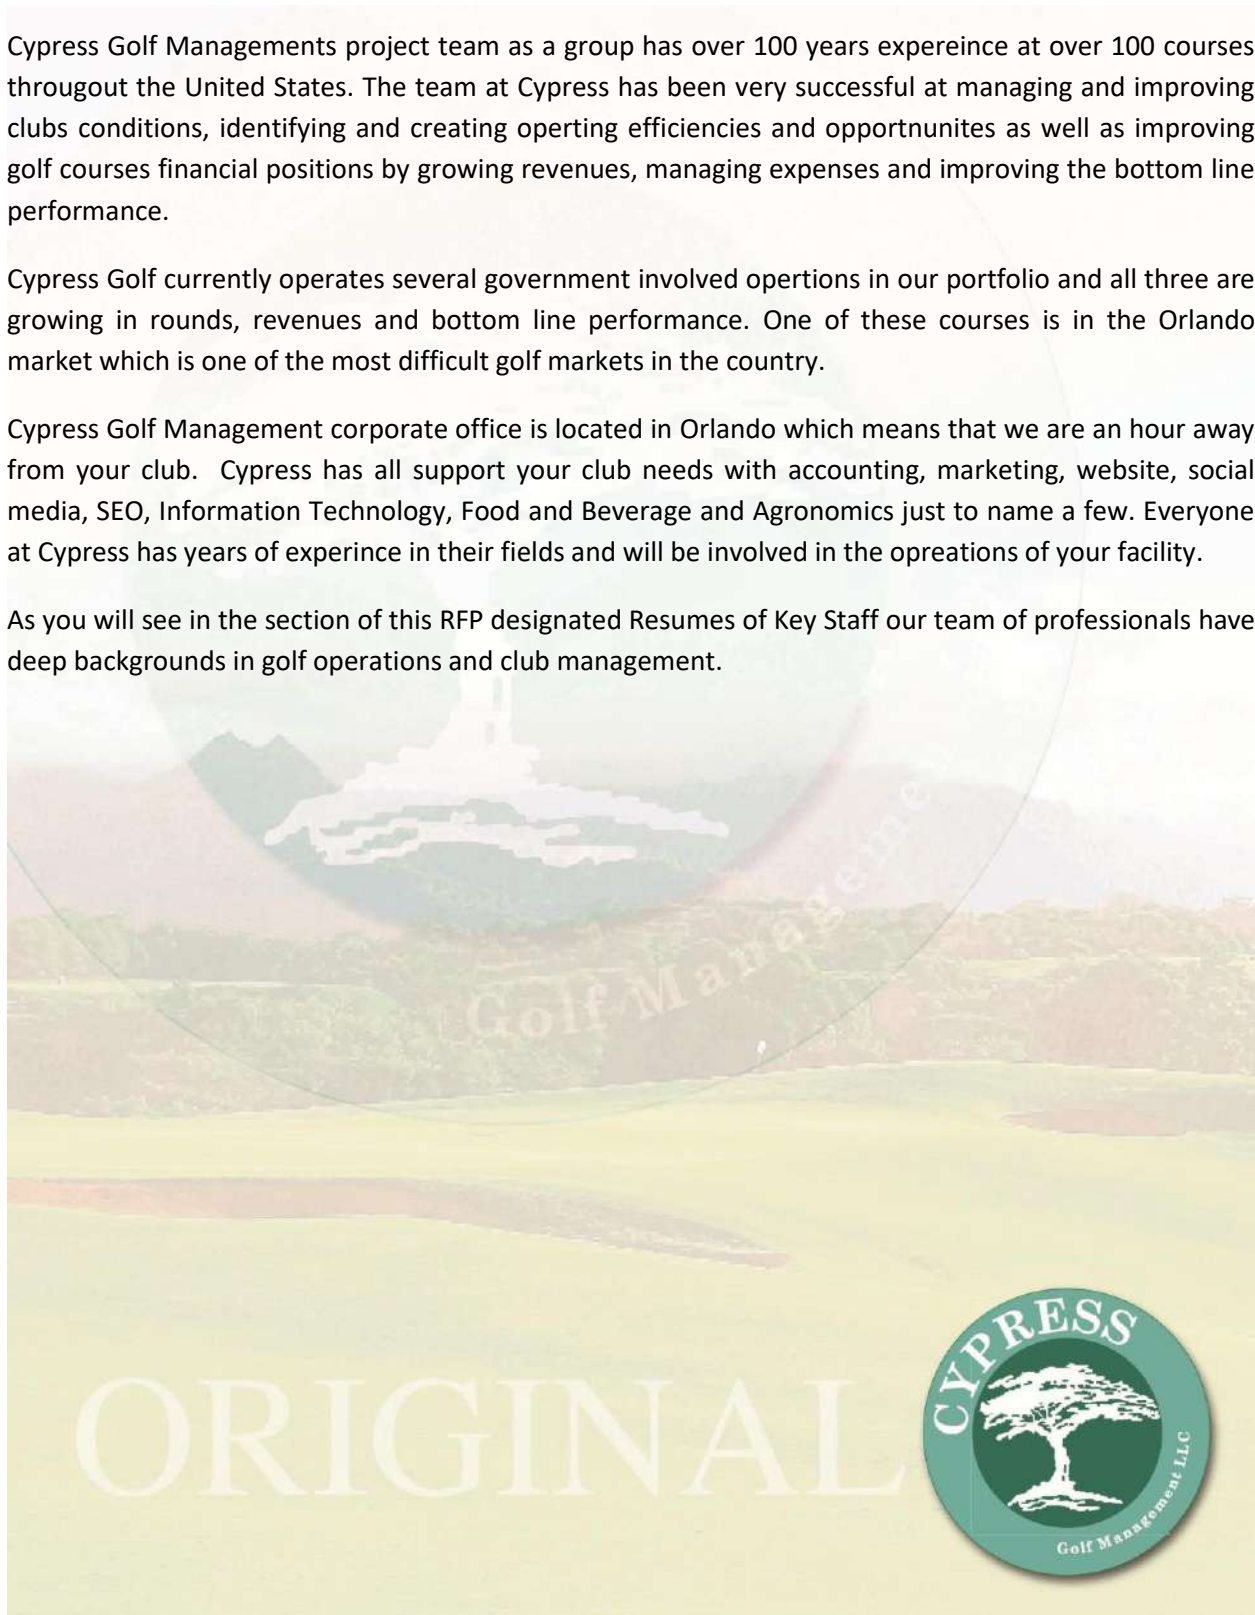 Cypress Golf Managements project team as a group has over 100 years expereince at over 100 courses
througout the United States. The team at Cypress has been very successful at managing and improving
clubs conditions, identifying and creating operting efficiencies and opportnunites as well as improving
golf courses financial positions by growing revenues, managing expenses and improving the bottom line
performance.
Cypress Golf currently operates several government involved opertions in our portfolio and all three are
growing in rounds, revenues and bottom line performance. One of these courses is in the Orlando
market which is one of the most difficult golf markets in the country.
Cypress Golf Management corporate office is located in Orlando which means that we are an hour away
from your club.  Cypress has all support your club needs with accounting, marketing, website, social
media, SEO, Information Technology, Food and Beverage and Agronomics just to name a few. Everyone
at Cypress has years of experince in their fields and will be involved in the opreations of your facility.
As you will see in the section of this RFP designated Resumes of Key Staff our team of professionals have
deep backgrounds in golf operations and club management.
Golf Managemen
ORIGINAL
CYPRESS
Golf Management LLC